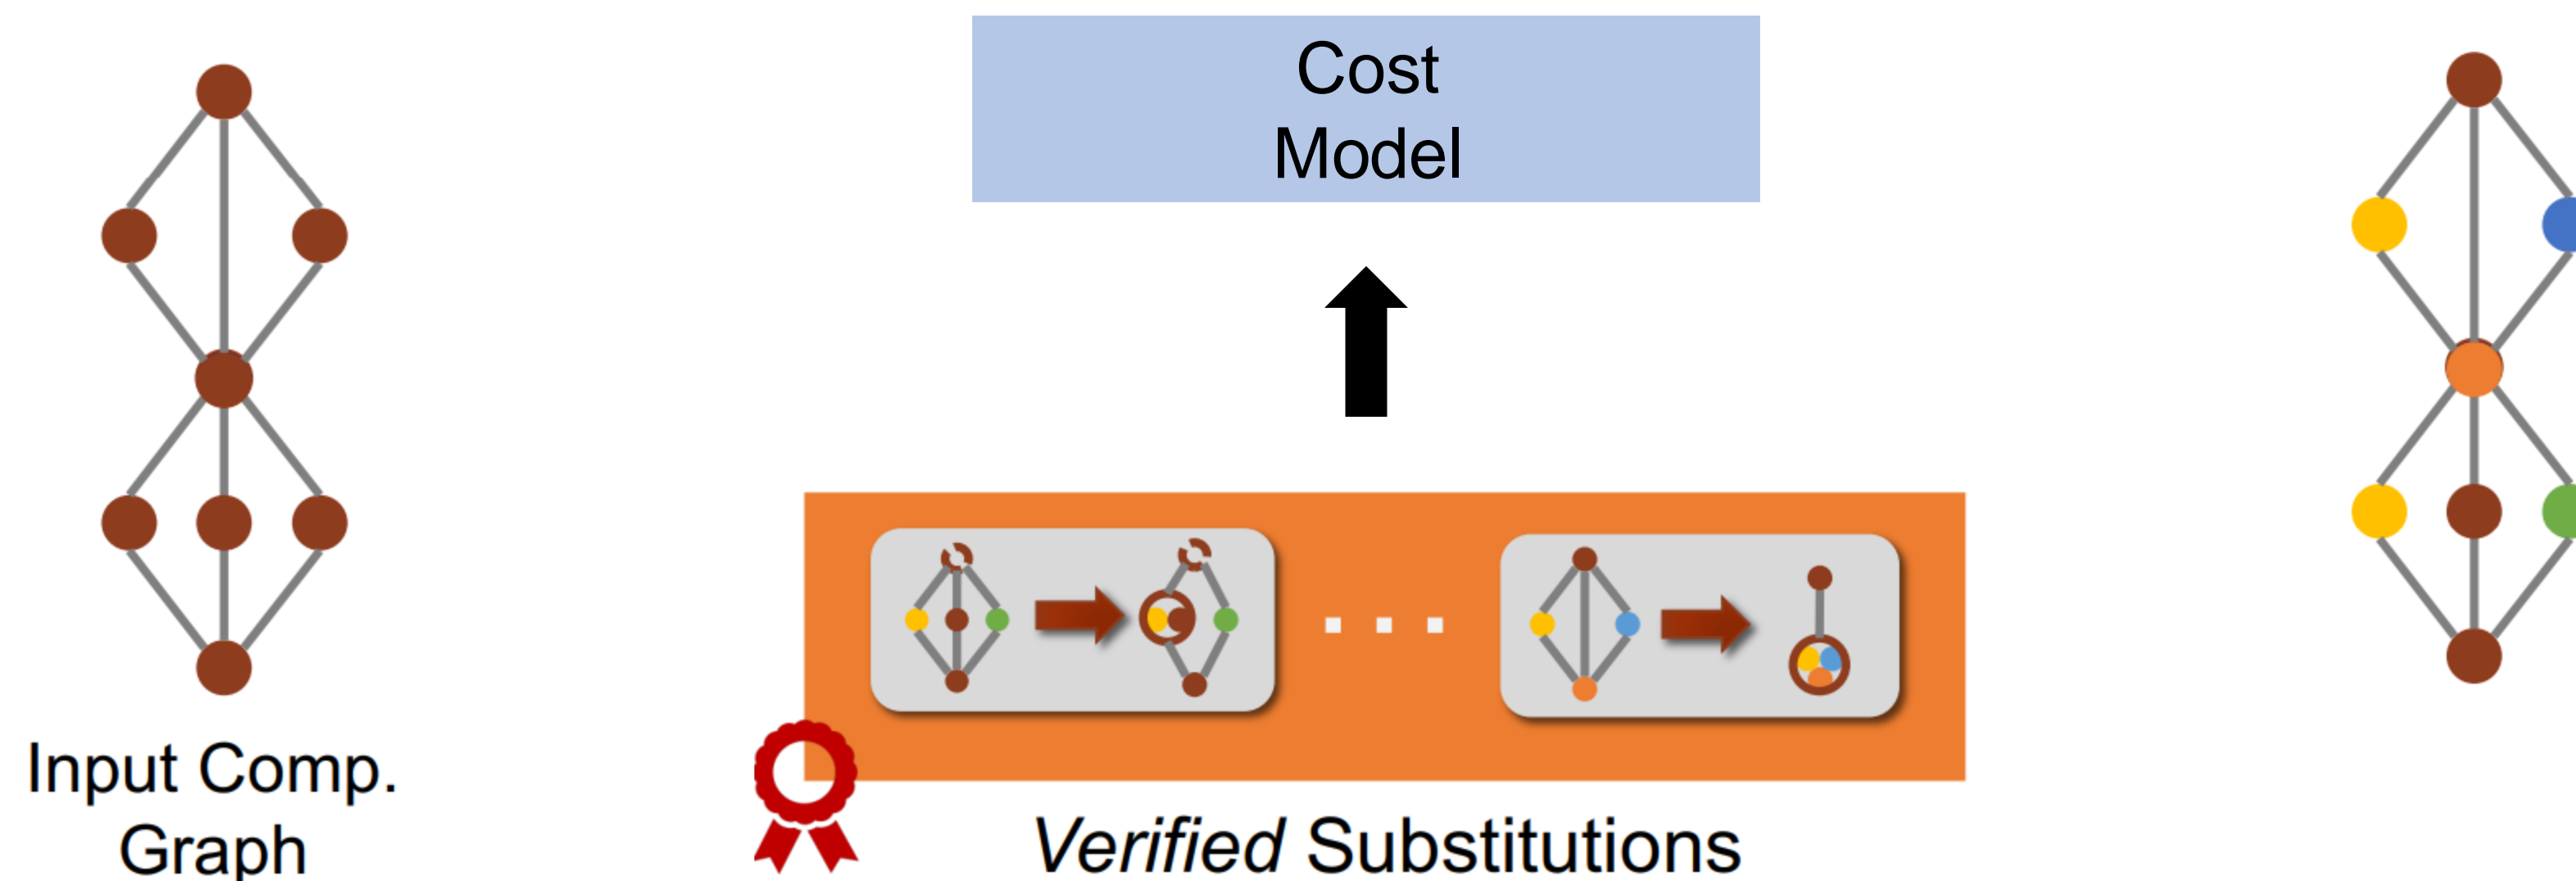 Cost
Model
Input Comp.
Graph
Verified Substitutions